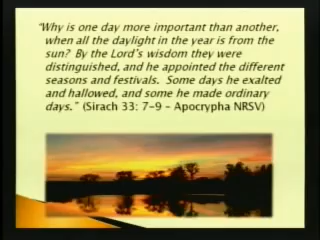 “Why is one day more important than another,
when all the daylight in the year is from the
sun?  By the Lord’s wisdom they were
distinguished, and he appointed the different
seasons and festivals.  Some days he exalted
and hallowed, and some he made ordinary
days.” (Sirach 33: 7-9 – Apocrypha NRSV)